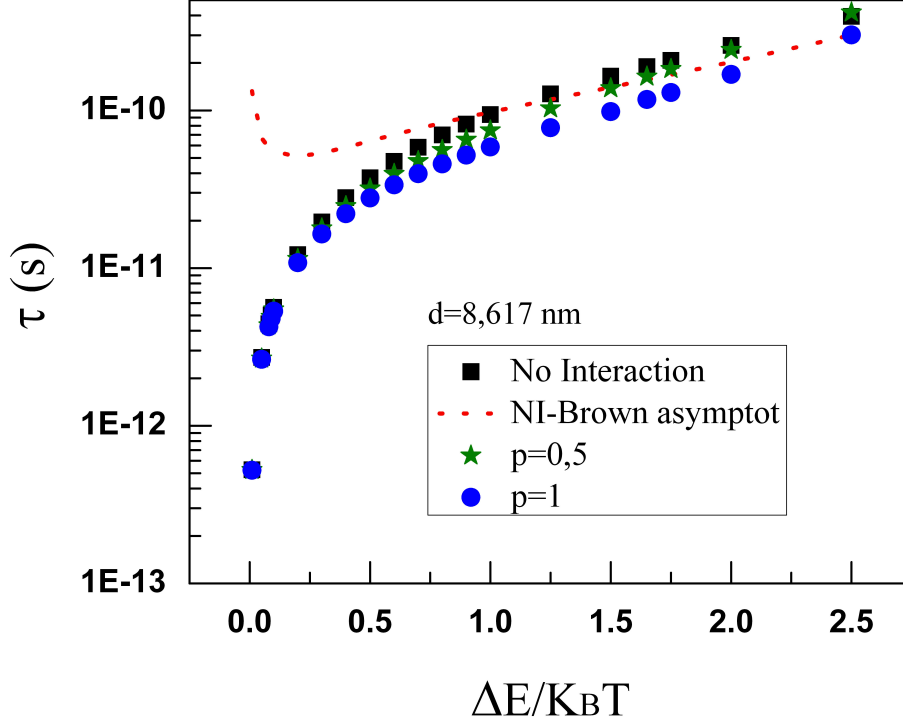 1E-10
1E-11
1E-12
1E-13
τ (s)
d=8,617 nm
No Interaction
NI-Brown asymptot
p=0,5
p=1
0.0 0.5 1.0 1.5 2.0 2.5
ΔE/KBT